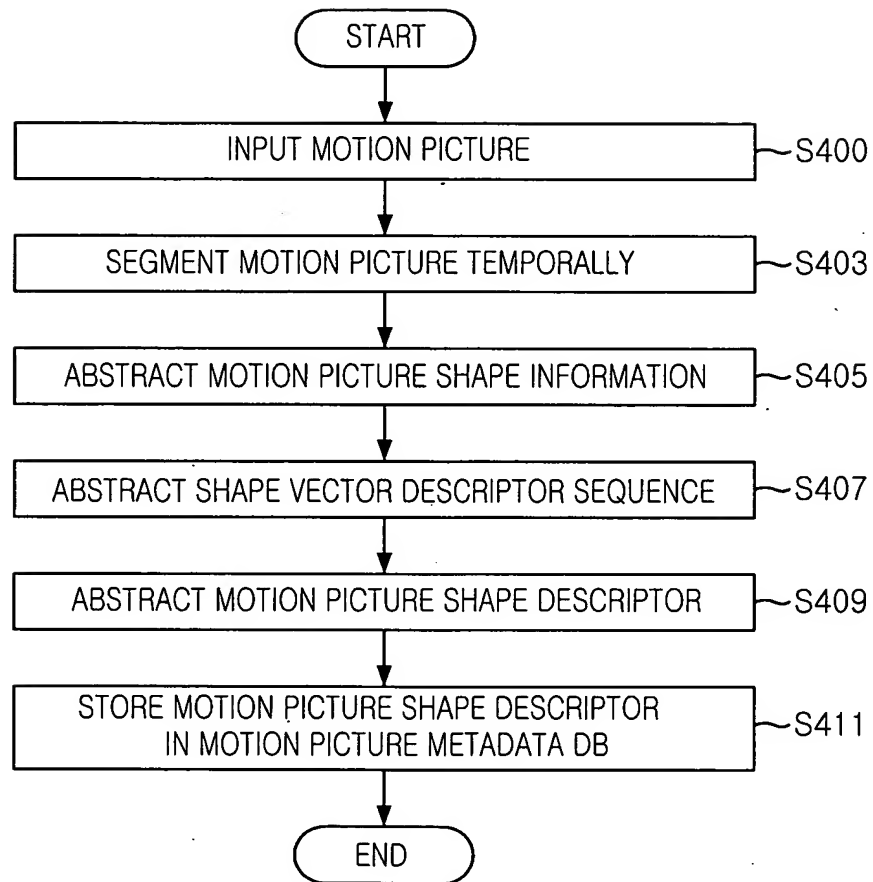 START
INPUT MOTION PICTURE
S400
SEGMENT MOTION PICTURE TEMPORALLY
S403
ABSTRACT MOTION PICTURE SHAPE INFORMATION
S405
ABSTRACT SHAPE VECTOR DESCRIPTOR SEQUENCE
S407
ABSTRACT MOTION PICTURE SHAPE DESCRIPTOR
S409
STORE MOTION PICTURE SHAPE DESCRIPTOR
IN MOTION PICTURE METADATA DB
S411
END